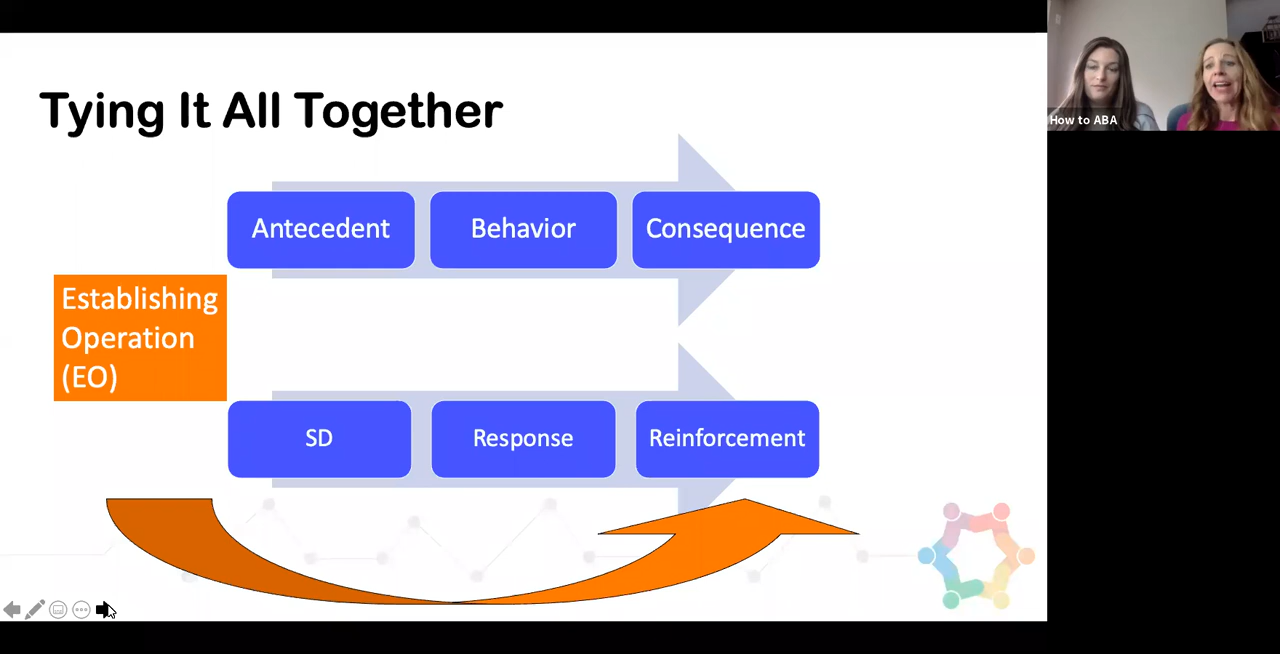 Tying It All Together
Antecedent
Behavior
Consequence
Establishing
Operation
(EO)
SD
Response
Reinforcement
How to ABA